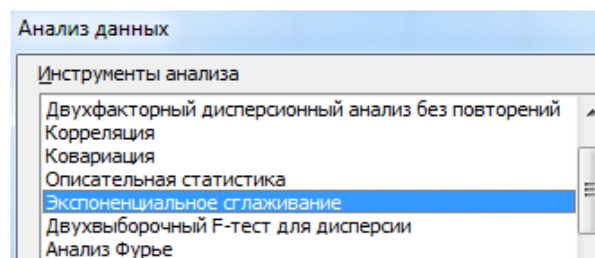 Анализ данных
Инструменты анализа
Двухфакторный дисперсионный анализ без повторений
Корреляция
Ковариация
Описательная статистика
Экспоненциальное сглаживание
Двухвыборочный F-тест для дисперсии
Анализ Фурье